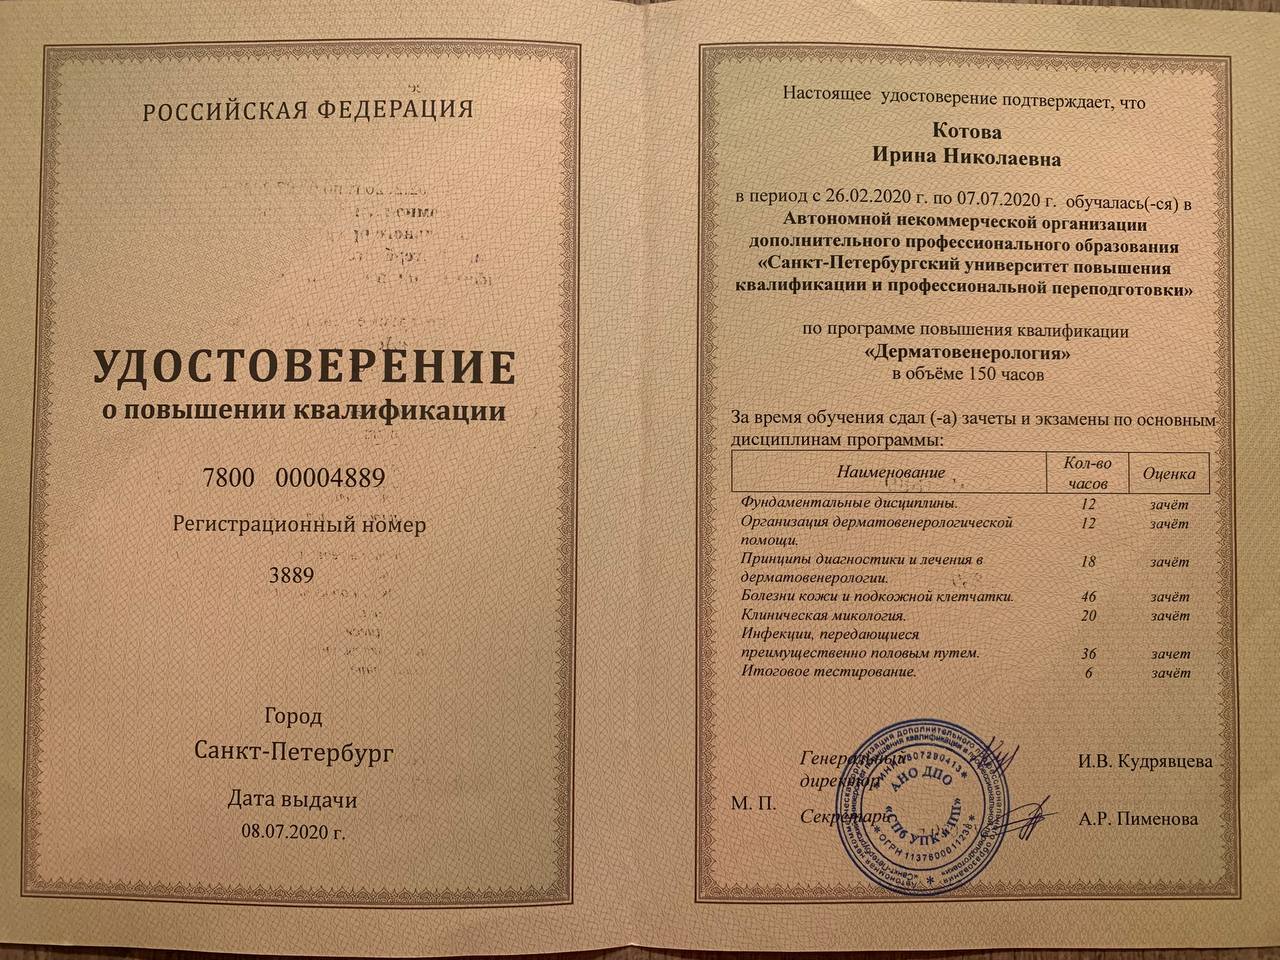 РОССИЙСКАЯ ФЕДЕРАЦИЯ
УДОСТОВЕРЕНИЕ
о повышении квалификации
7800 00004889
Регистрационный номер
3889
Город
Санкт-Петербург
Дата выдачи
08.07.2020 г.
Настоящее удостоверение подтверждает, что
Котова
Ирина Николаевна
в период с 26.02.2020 г. по 07.07.2020 г. обучалась(-ся) в
Автономной некоммерческой организации
дополнительного профессионального образования
«Санкт-Петербургский университет повышения
квалификации и профессиональной переподготовки»
по программе повышения квалификации
«Дерматовенерология»
в объёме 150 часов
За время обучения сдал (-а) зачеты и экзамены по основным
дисциплинам программы:
Наименование Кол-во часов Оценка
Фундаментальные дисциплины. 12 зачёт
Организация дерматовенерологической 12 зачёт
помощи.
Принципы диагностики и лечения в 18 зачёт
дерматовенерологии.
Болезни кожи и подкожной клетчатки. 46 зачёт
Клиническая микология. 20 зачёт
Инфекции, передающиеся
преимущественно половым путем. 36 зачет
Итоговое тестирование. 6 зачёт
Генеральный
директор
И.В. Кудрявцева
М. П.
Секретарь
А.Р. Пименова
АНО ДПО
«СПб УПК и ПП»